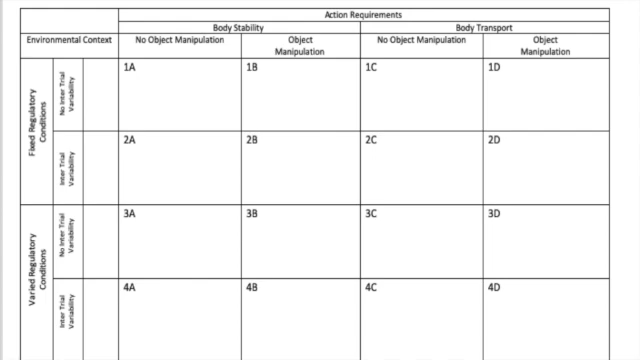 Action Requirements
Body Stability Body Transport
Environmental Context No Object Manipulation Object Manipulation No Object Manipulation Object Manipulation
Fixed Regulatory Conditions
No Inter Trial Variability
1A 1B 1C 1D
Inter Trial Variability
2A 2B 2C 2D
Varied Regulatory Conditions
No Inter Trial Variability
3A 3B 3C 3D
Inter Trial Variability
4A 4B 4C 4D